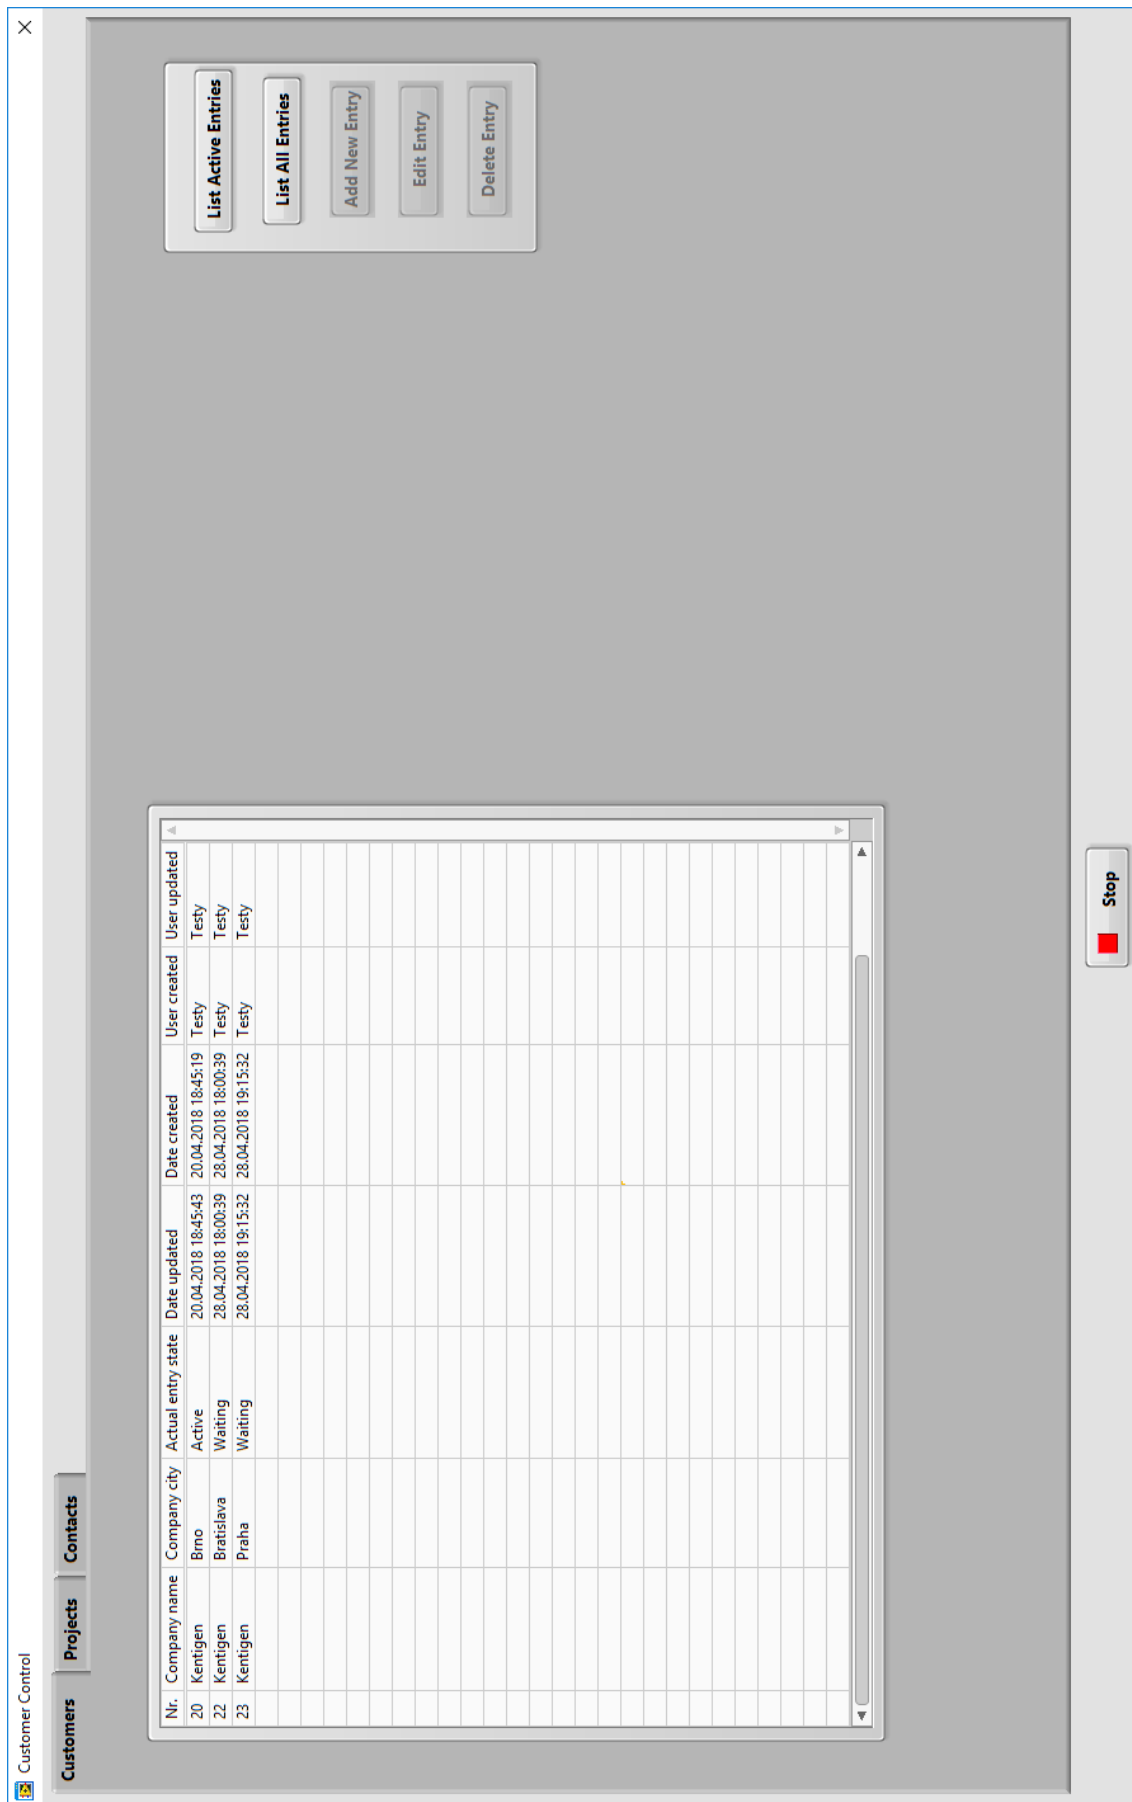 Customer Control
Customers Projects Contacts
Nr. Company name Company city Actual entry state Date updated Date created User created User updated
20 Kentigen Brno Active 20.04.2018 18:45:43 20.04.2018 18:45:19 Testy Testy
22 Kentigen Bratislava Waiting 28.04.2018 18:00:39 28.04.2018 18:00:39 Testy Testy
23 Kentigen Praha Waiting 28.04.2018 19:15:32 28.04.2018 19:15:32 Testy Testy
List Active Entries
List All Entries
Add New Entry
Edit Entry
Delete Entry
Stop